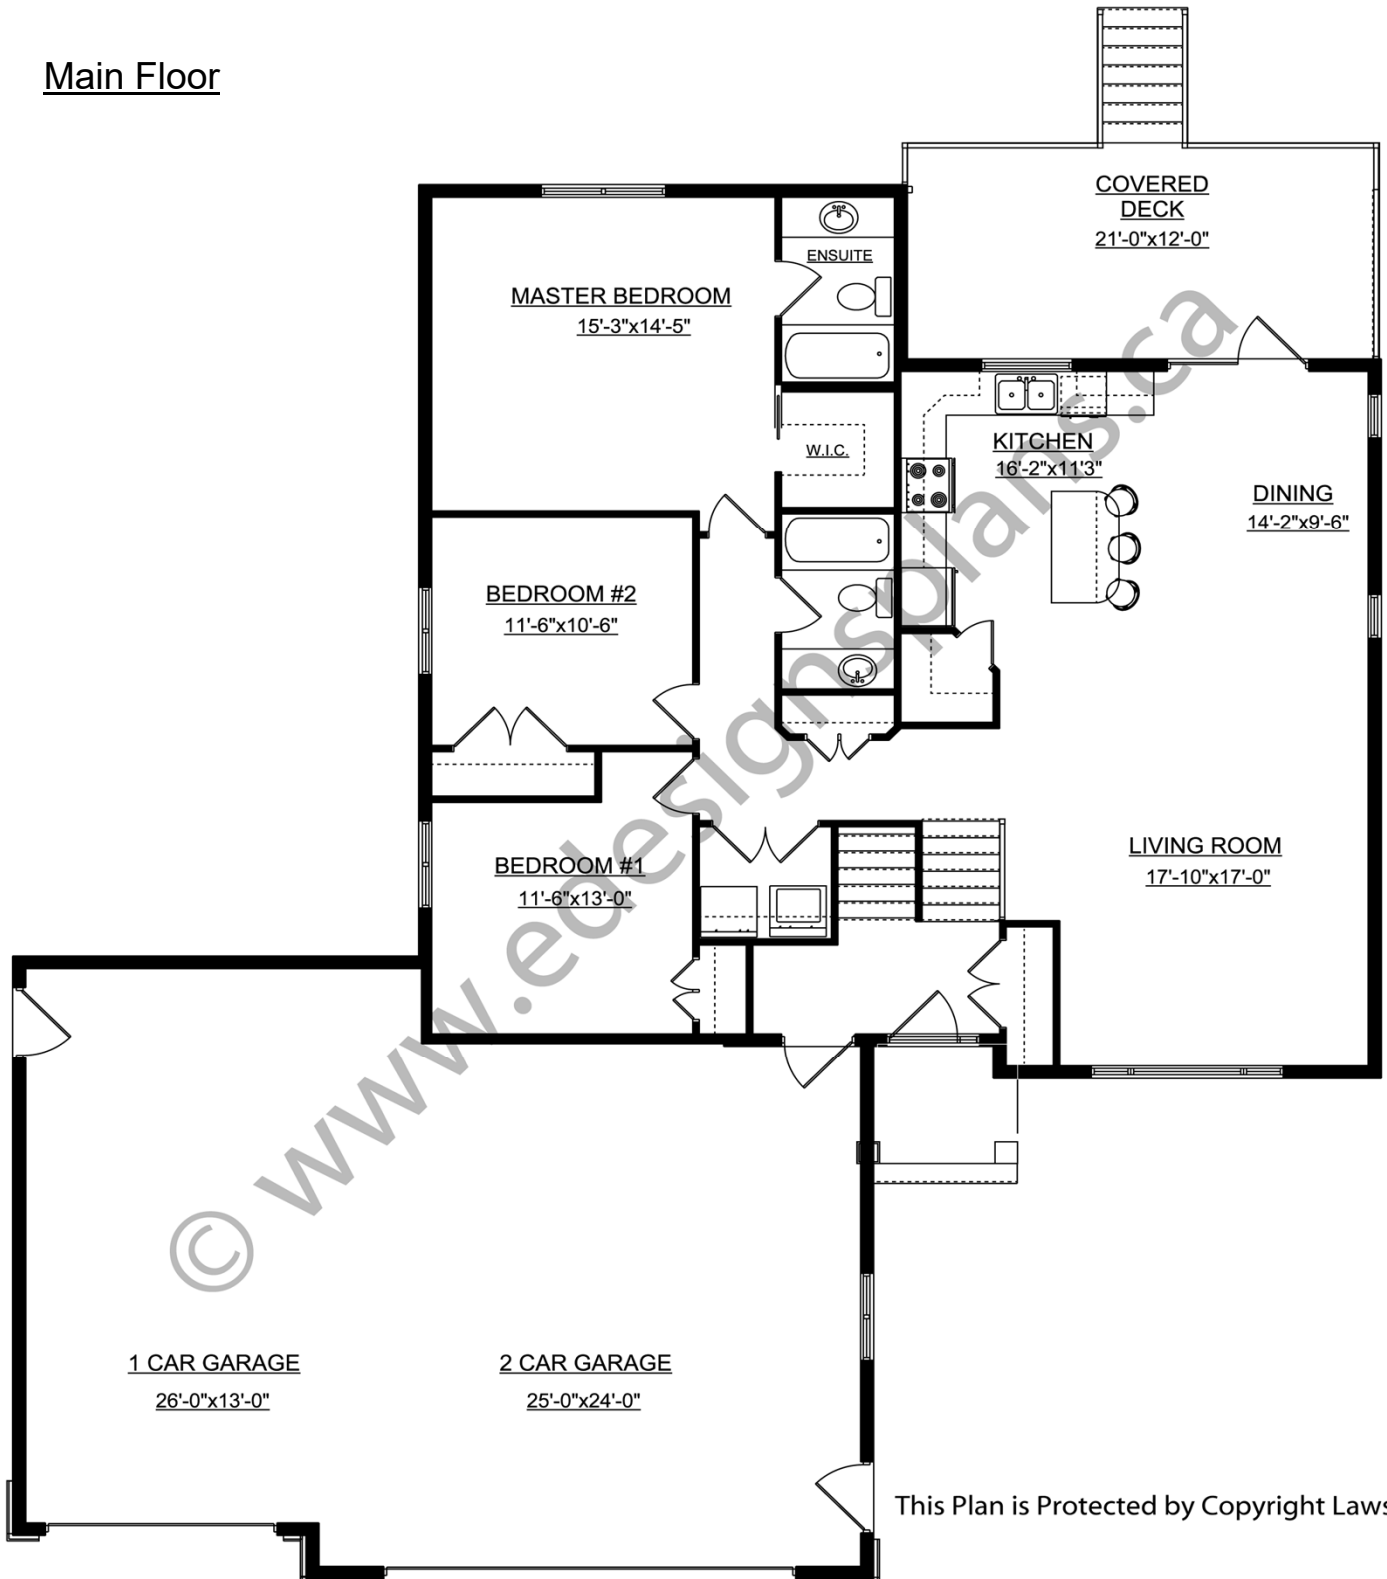 Main Floor
COVERED
DECK
21'-0"x12'-0"
ENSUITE
MASTER BEDROOM
15'-3"x14'-5"
W.I.C.
KITCHEN
16'-2"x11'3"
DINING
14'-2"x9'-6"
BEDROOM #2
11'-6"x10'-6"
LIVING ROOM
17'-10"x17'-0"
BEDROOM #1
11'-6"x13'-0"
© www.edesignsplans.ca
1 CAR GARAGE
26'-0"x13'-0"
2 CAR GARAGE
25'-0"x24'-0"
This Plan is Protected by Copyright Laws